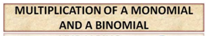 MULTIPLICATION OF A MONOMIAL
AND A BINOMIAL